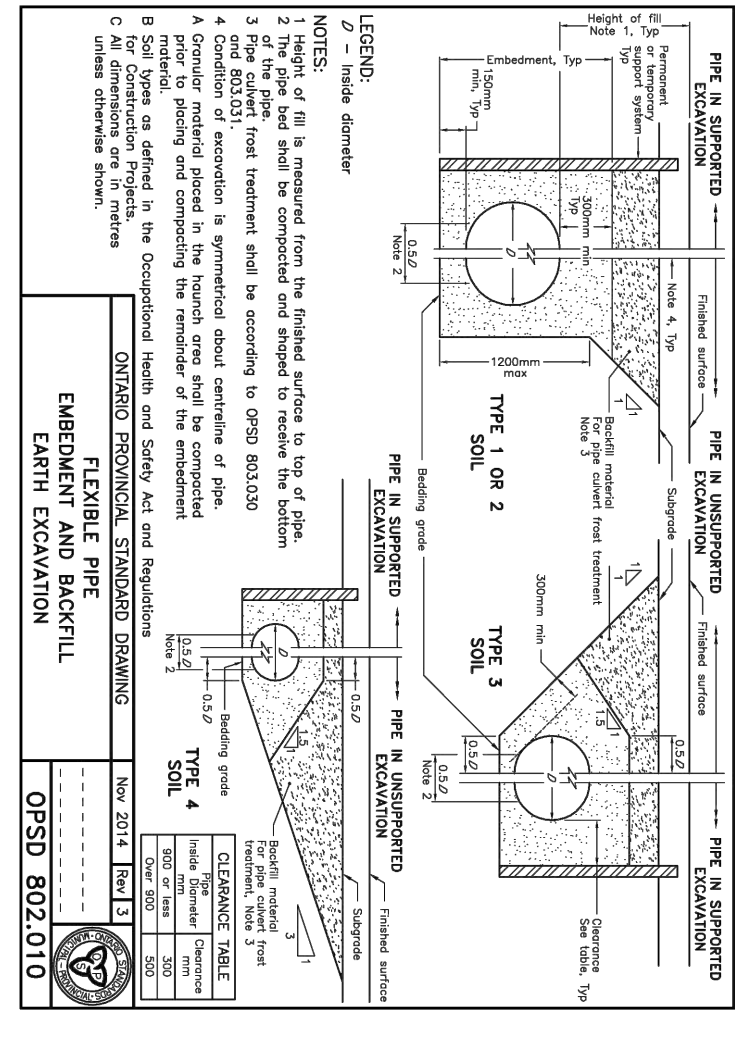 PIPE IN SUPPORTED
EXCAVATION
PIPE IN UNSUPPORTED
EXCAVATION
PIPE IN SUPPORTED
EXCAVATION
Height of fill
Note 1, Typ
Permanent
or temporary
support system
Typ
Embedment, Typ
150mm
min, Typ
300mm min
Typ
D
0.5D
Note 2
Note 4, Typ
Finished surface
1200mm
max
1
1
Backfill material
For pipe culvert frost treatment
Note 3
TYPE 1 OR 2
SOIL
Subgrade
Bedding grade
Finished surface
1
1
300mm min
TYPE 3
SOIL
1
1.5
0.5D
0.5D
0.5D
Note 2
D
Clearance
See table, Typ
PIPE IN SUPPORTED
EXCAVATION
PIPE IN UNSUPPORTED
EXCAVATION
Finished surface
Subgrade
D
0.5D
0.5D
0.5D
Note 2
Bedding grade
1
1.5
1
3
TYPE 4
SOIL
Backfill material
For pipe culvert frost
treatment, Note 3
CLEARANCE TABLE
Pipe
Inside Diameter
mm
Clearance
mm
900 or less
300
Over 900
500
LEGEND:
D – Inside diameter
NOTES:
1 Height of fill is measured from the finished surface to top of pipe.
2 The pipe bed shall be compacted and shaped to receive the bottom
of the pipe.
3 Pipe culvert frost treatment shall be according to OPSD 803.030
and 803.031.
4 Condition of excavation is symmetrical about centreline of pipe.
A Granular material placed in the haunch area shall be compacted
prior to placing and compacting the remainder of the embedment
material.
B Soil types as defined in the Occupational Health and Safety Act and Regulations
for Construction Projects.
C All dimensions are in metres
unless otherwise shown.
ONTARIO PROVINCIAL STANDARD DRAWING
Nov 2014
Rev 3
FLEXIBLE PIPE
EMBEDMENT AND BACKFILL
EARTH EXCAVATION
OPSD 802.010
ONTARIO STANDARDS
MUNICIPAL - PROVINCIAL
O P
S